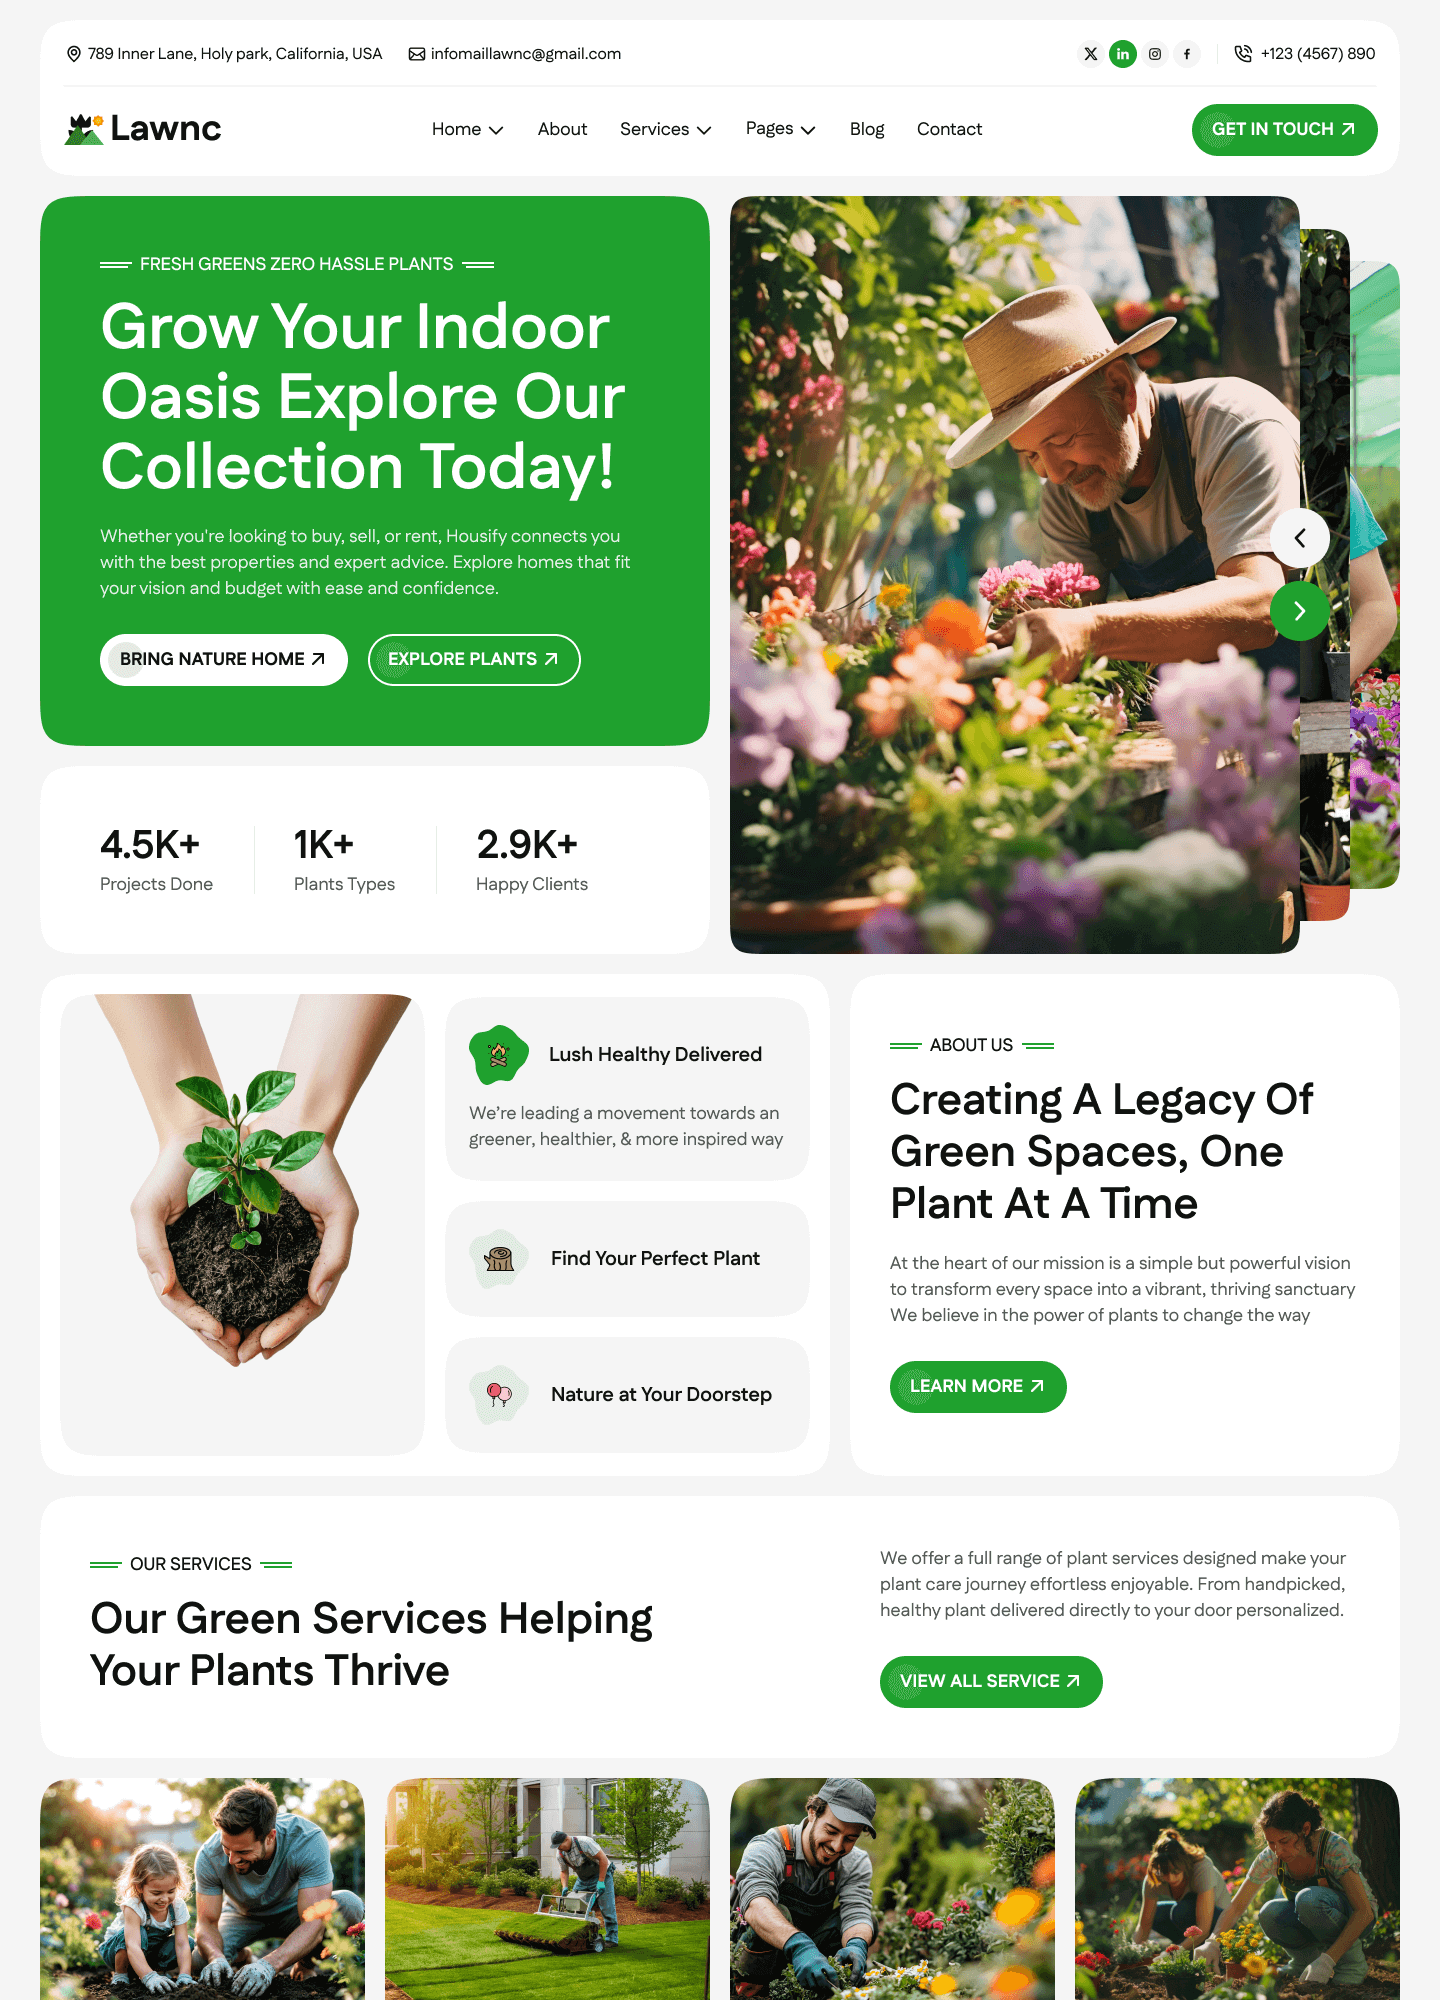 789 Inner Lane, Holy park, California, USA
infomaillawnc@gmail.com
+123 (4567) 890
Lawnc
Home
About
Services
Pages
Blog
Contact
GET IN TOUCH
FRESH GREENS ZERO HASSLE PLANTS
Grow Your Indoor
Oasis Explore Our
Collection Today!
Whether you're looking to buy, sell, or rent, Housify connects you
with the best properties and expert advice. Explore homes that fit
your vision and budget with ease and confidence.
BRING NATURE HOME
EXPLORE PLANTS
4.5K+
Projects Done
1K+
Plants Types
2.9K+
Happy Clients
Lush Healthy Delivered
We’re leading a movement towards an
greener, healthier, & more inspired way
Find Your Perfect Plant
Nature at Your Doorstep
ABOUT US
Creating A Legacy Of
Green Spaces, One
Plant At A Time
At the heart of our mission is a simple but powerful vision
to transform every space into a vibrant, thriving sanctuary
We believe in the power of plants to change the way
LEARN MORE
OUR SERVICES
Our Green Services Helping
Your Plants Thrive
We offer a full range of plant services designed make your
plant care journey effortless enjoyable. From handpicked,
healthy plant delivered directly to your door personalized.
VIEW ALL SERVICE